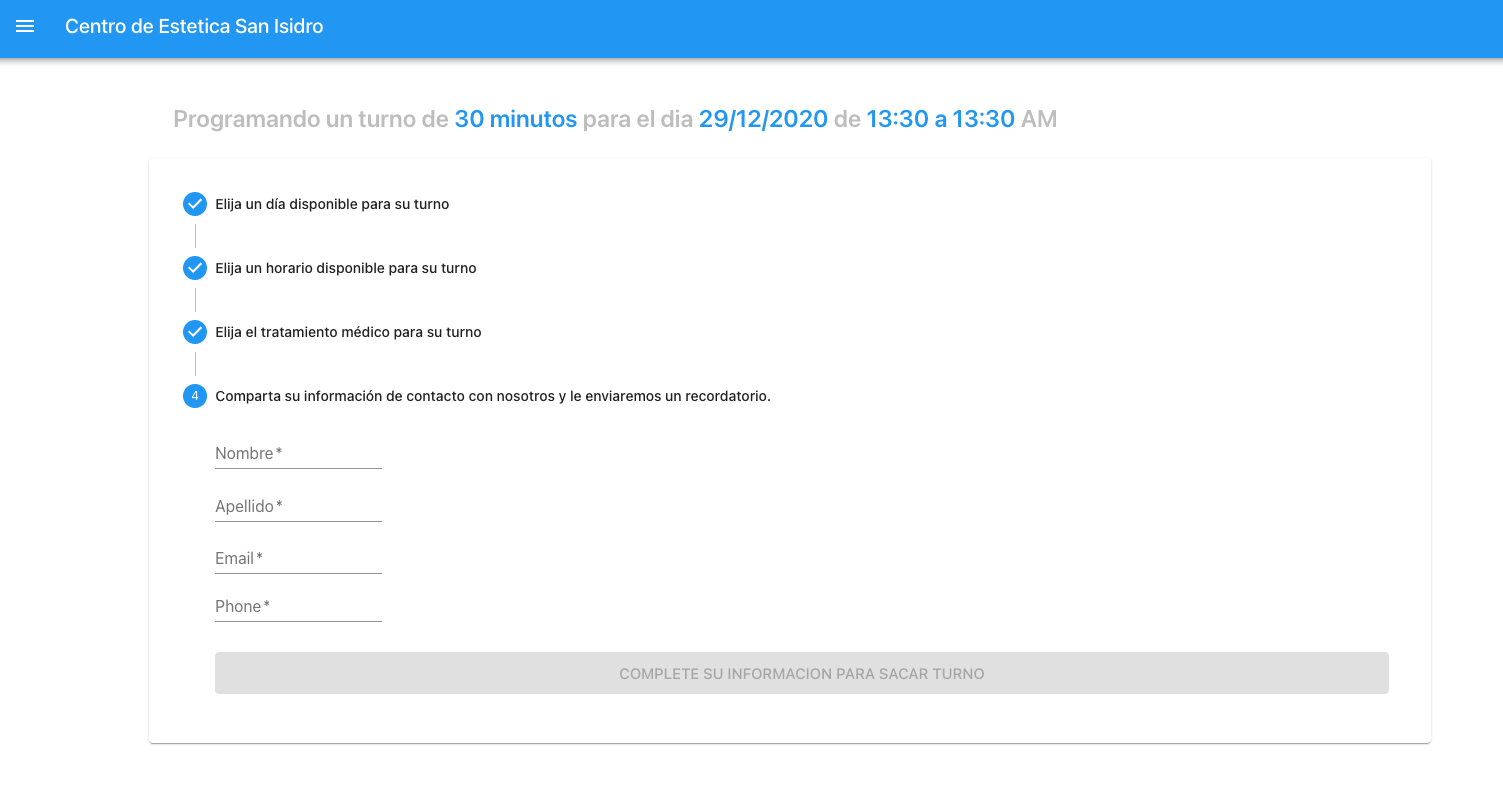 Centro de Estetica San Isidro
Programando un turno de 30 minutos para el dia 29/12/2020 de 13:30 a 13:30 AM
Elija un día disponible para su turno
Elija un horario disponible para su turno
Elija el tratamiento médico para su turno
4 Comparta su información de contacto con nosotros y le enviaremos un recordatorio.
Nombre *
Apellido *
Email *
Phone *
COMPLETE SU INFORMACION PARA SACAR TURNO